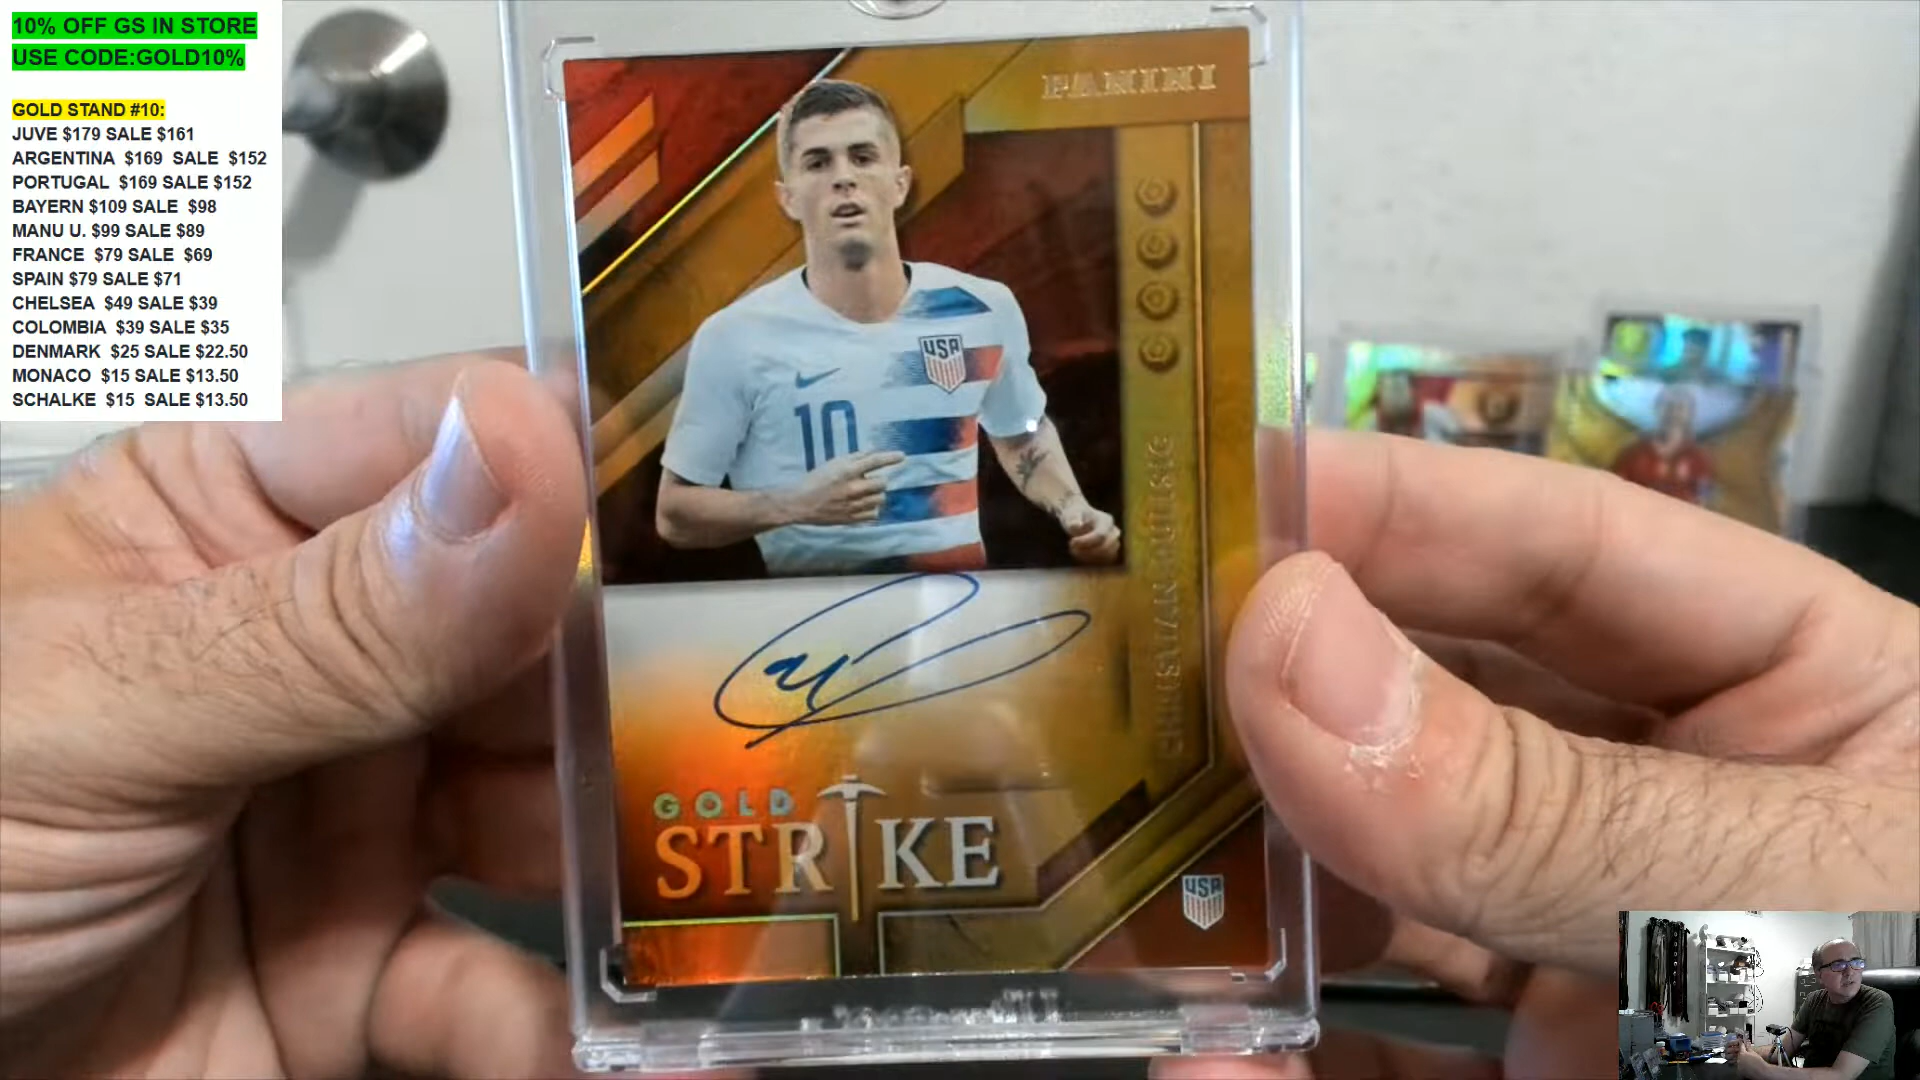 10% OFF GS IN STORE
USE CODE:GOLD10%
GOLD STAND #10:
JUVE $179 SALE $161
ARGENTINA $169 SALE $152
PORTUGAL $169 SALE $152
BAYERN $109 SALE $98
MANU U. $99 SALE $89
FRANCE $79 SALE $69
SPAIN $79 SALE $71
CHELSEA $49 SALE $39
COLOMBIA $39 SALE $35
DENMARK $25 SALE $22.50
MONACO $15 SALE $13.50
SCHALKE $15 SALE $13.50
PANINI
USA
10
CHRISTIAN PULISIC
GOLD
STRIKE
USA